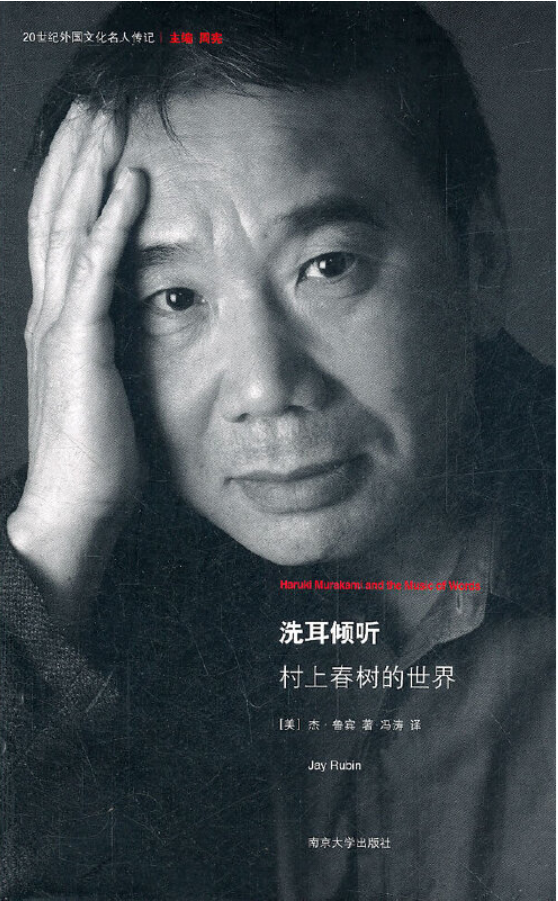 20世纪外国文化名人传记 | 主编 周宪
Haruki Murakami and the Music of Words
洗耳倾听
村上春树的世界
[美] 杰·鲁宾 著 冯涛 译
Jay Rubin
南京大学出版社